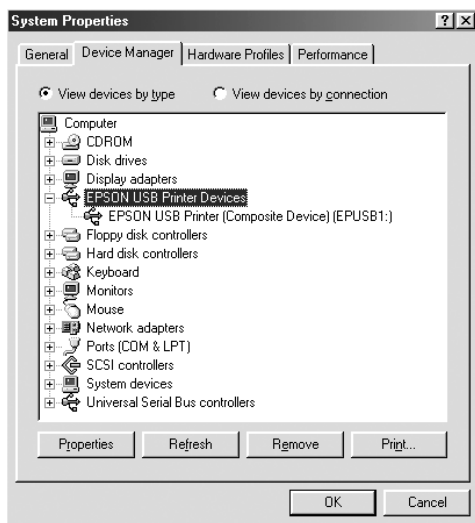 System Properties
General Device Manager Hardware Profiles Performance
View devices by type View devices by connection
Computer
CDROM
Disk drives
Display adapters
EPSON USB Printer Devices
EPSON USB Printer (Composite Device) (EPUSB1:)
Floppy disk controllers
Hard disk controllers
Keyboard
Monitors
Mouse
Network adapters
Ports (COM & LPT)
SCSI controllers
System devices
Universal Serial Bus controllers
Properties Refresh Remove Print...
OK Cancel